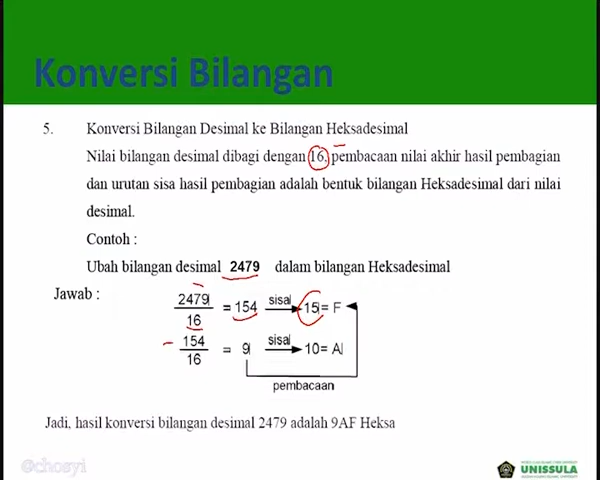 Konversi Bilangan
5. Konversi Bilangan Desimal ke Bilangan Heksadesimal
Nilai bilangan desimal dibagi dengan 16, pembacaan nilai akhir hasil pembagian
dan urutan sisa hasil pembagian adalah bentuk bilangan Heksadesimal dari nilai
desimal.
Contoh :
Ubah bilangan desimal 2479 dalam bilangan Heksadesimal
Jawab :
2479
16
= 154
sisa
15 = F
154
16
= 9
sisa
10 = A
pembacaan
Jadi, hasil konversi bilangan desimal 2479 adalah 9AF Heksa
@chosyi
UNISSULA